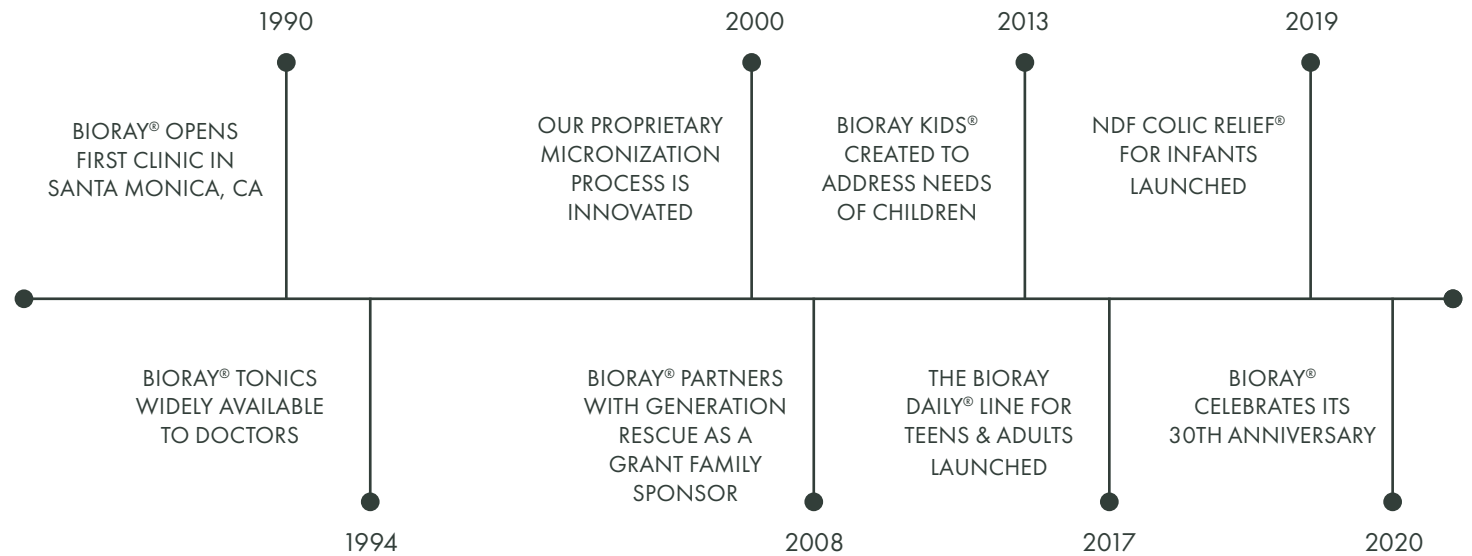 1990
BIORAY® OPENS
FIRST CLINIC IN
SANTA MONICA, CA
2000
OUR PROPRIETARY
MICRONIZATION
PROCESS IS
INNOVATED
2013
BIORAY KIDS®
CREATED TO
ADDRESS NEEDS
OF CHILDREN
2019
NDF COLIC RELIEF®
FOR INFANTS
LAUNCHED
BIORAY® TONICS
WIDELY AVAILABLE
TO DOCTORS
1994
BIORAY® PARTNERS
WITH GENERATION
RESCUE AS A
GRANT FAMILY
SPONSOR
2008
THE BIORAY
DAILY® LINE FOR
TEENS & ADULTS
LAUNCHED
2017
BIORAY®
CELEBRATES ITS
30TH ANNIVERSARY
2020